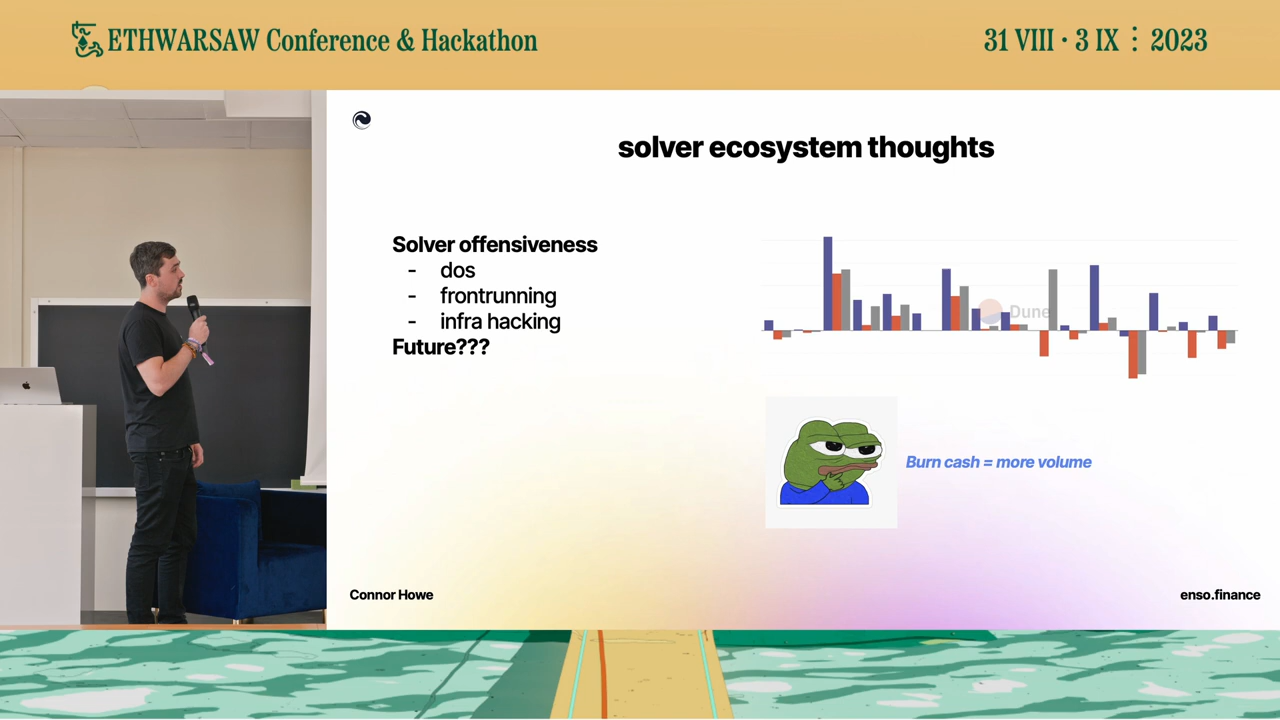 ETHWARSAW Conference & Hackathon
31 VIII · 3 IX ⋮ 2023
solver ecosystem thoughts
Solver offensiveness
- dos
- frontrunning
- infra hacking
Future???
Dune
Burn cash = more volume
Connor Howe
enso.finance